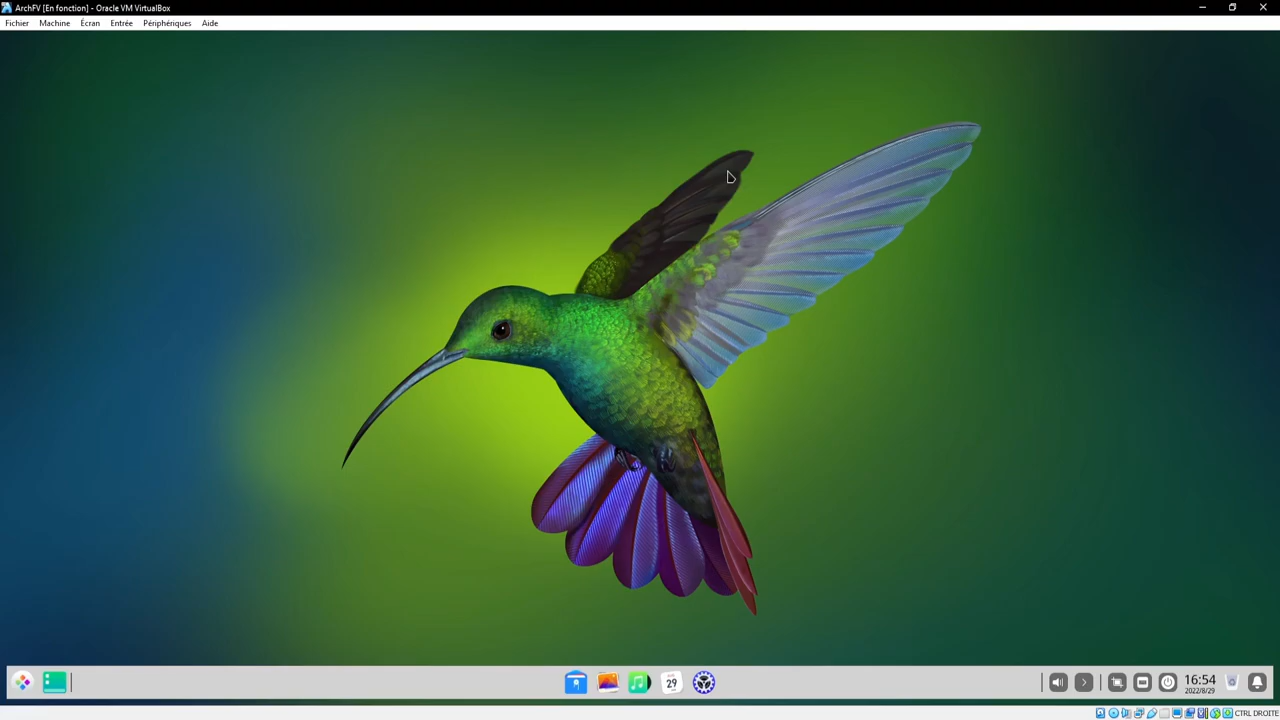 ArchFV [En fonction] - Oracle VM VirtualBox
Fichier Machine Écran Entrée Périphériques Aide
29
16:54
2022/8/29
CTRL DROITE